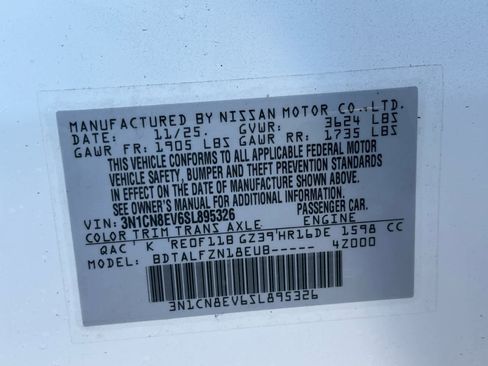 MANUFACTURED BY NISSAN MOTOR CO.,LTD.
DATE: 11/25. GVWR: 3624 LBS
GAWR FR: 1905 LBS GAWR RR: 1735 LBS
THIS VEHICLE CONFORMS TO ALL APPLICABLE FEDERAL MOTOR
VEHICLE SAFETY, BUMPER AND THEFT PREVENTION STANDARDS
IN EFFECT ON THE DATE OF MANUFACTURE SHOWN ABOVE.
SEE OWNER'S MANUAL FOR ADDITIONAL INFORMATION.
VIN: 3N1CN8EV6SL895326 PASSENGER CAR.
COLOR TRIM TRANS AXLE ENGINE
QAC K RE0F11B GZ39 HR16DE 1598 CC
MODEL: BDTALFZN18EU8----- 4Z000
3N1CN8EV6SL895326